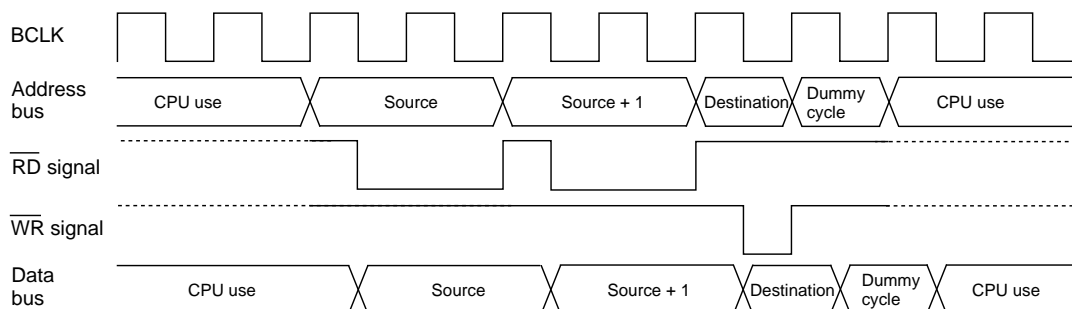 BCLK
Address
bus
CPU use
Source
Source + 1
Destination
Dummy
cycle
CPU use
RD signal
WR signal
Data
bus
CPU use
Source
Source + 1
Destination
Dummy
cycle
CPU use